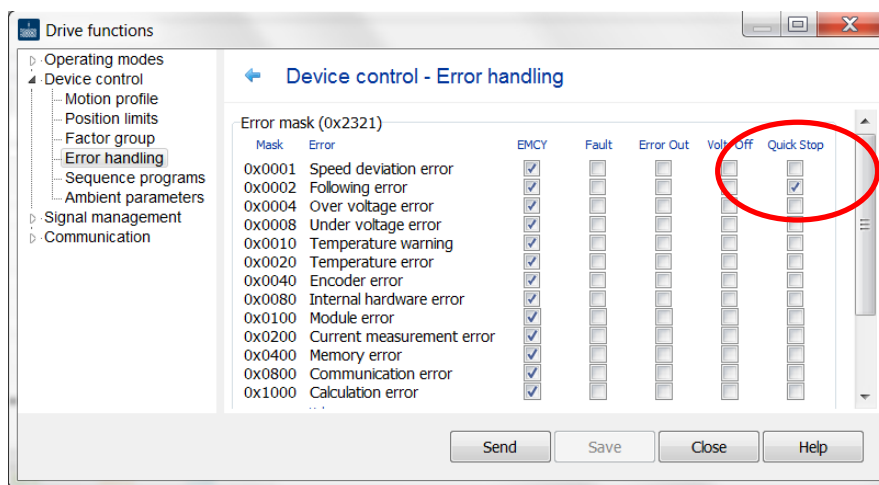 Drive functions
Operating modes
Device control
Motion profile
Position limits
Factor group
Error handling
Sequence programs
Ambient parameters
Signal management
Communication
Device control - Error handling
Error mask (0x2321)
Mask Error EMCY Fault Error Out Volt Off Quick Stop
0x0001 Speed deviation error
0x0002 Following error
0x0004 Over voltage error
0x0008 Under voltage error
0x0010 Temperature warning
0x0020 Temperature error
0x0040 Encoder error
0x0080 Internal hardware error
0x0100 Module error
0x0200 Current measurement error
0x0400 Memory error
0x0800 Communication error
0x1000 Calculation error
Send Save Close Help